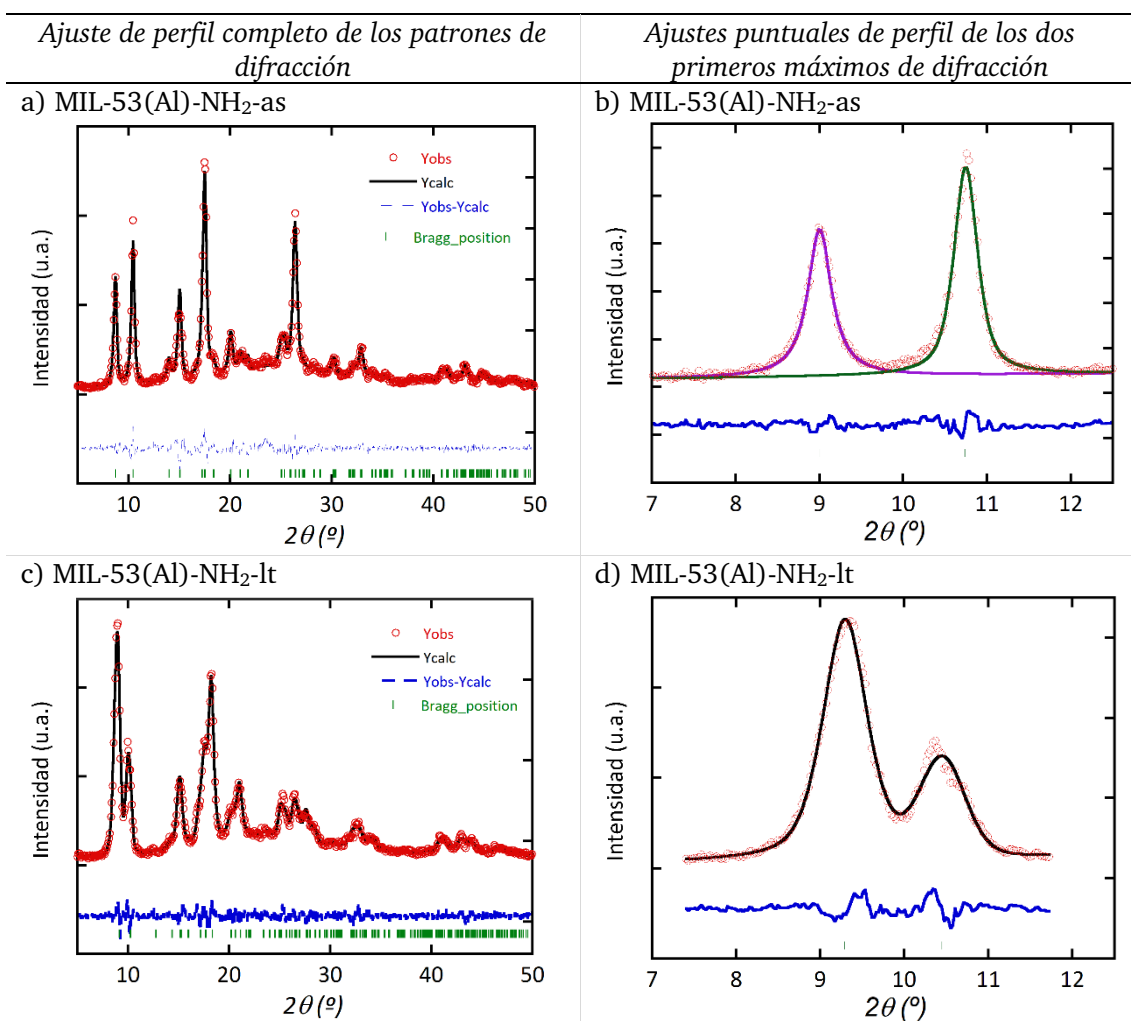 Ajuste de perfil completo de los patrones de
difracción
Ajustes puntuales de perfil de los dos
primeros máximos de difracción
a) MIL-53(Al)-NH₂-as
Intensidad (u.a.)
Yobs
Ycalc
Yobs-Ycalc
Bragg_position
10 20 30 40 50
2θ (º)
b) MIL-53(Al)-NH₂-as
Intensidad (u.a.)
7 8 9 10 11 12
2θ (º)
c) MIL-53(Al)-NH₂-lt
Intensidad (u.a.)
Yobs
Ycalc
Yobs-Ycalc
Bragg_position
10 20 30 40 50
2θ (º)
d) MIL-53(Al)-NH₂-lt
Intensidad (u.a.)
7 8 9 10 11 12
2θ (º)